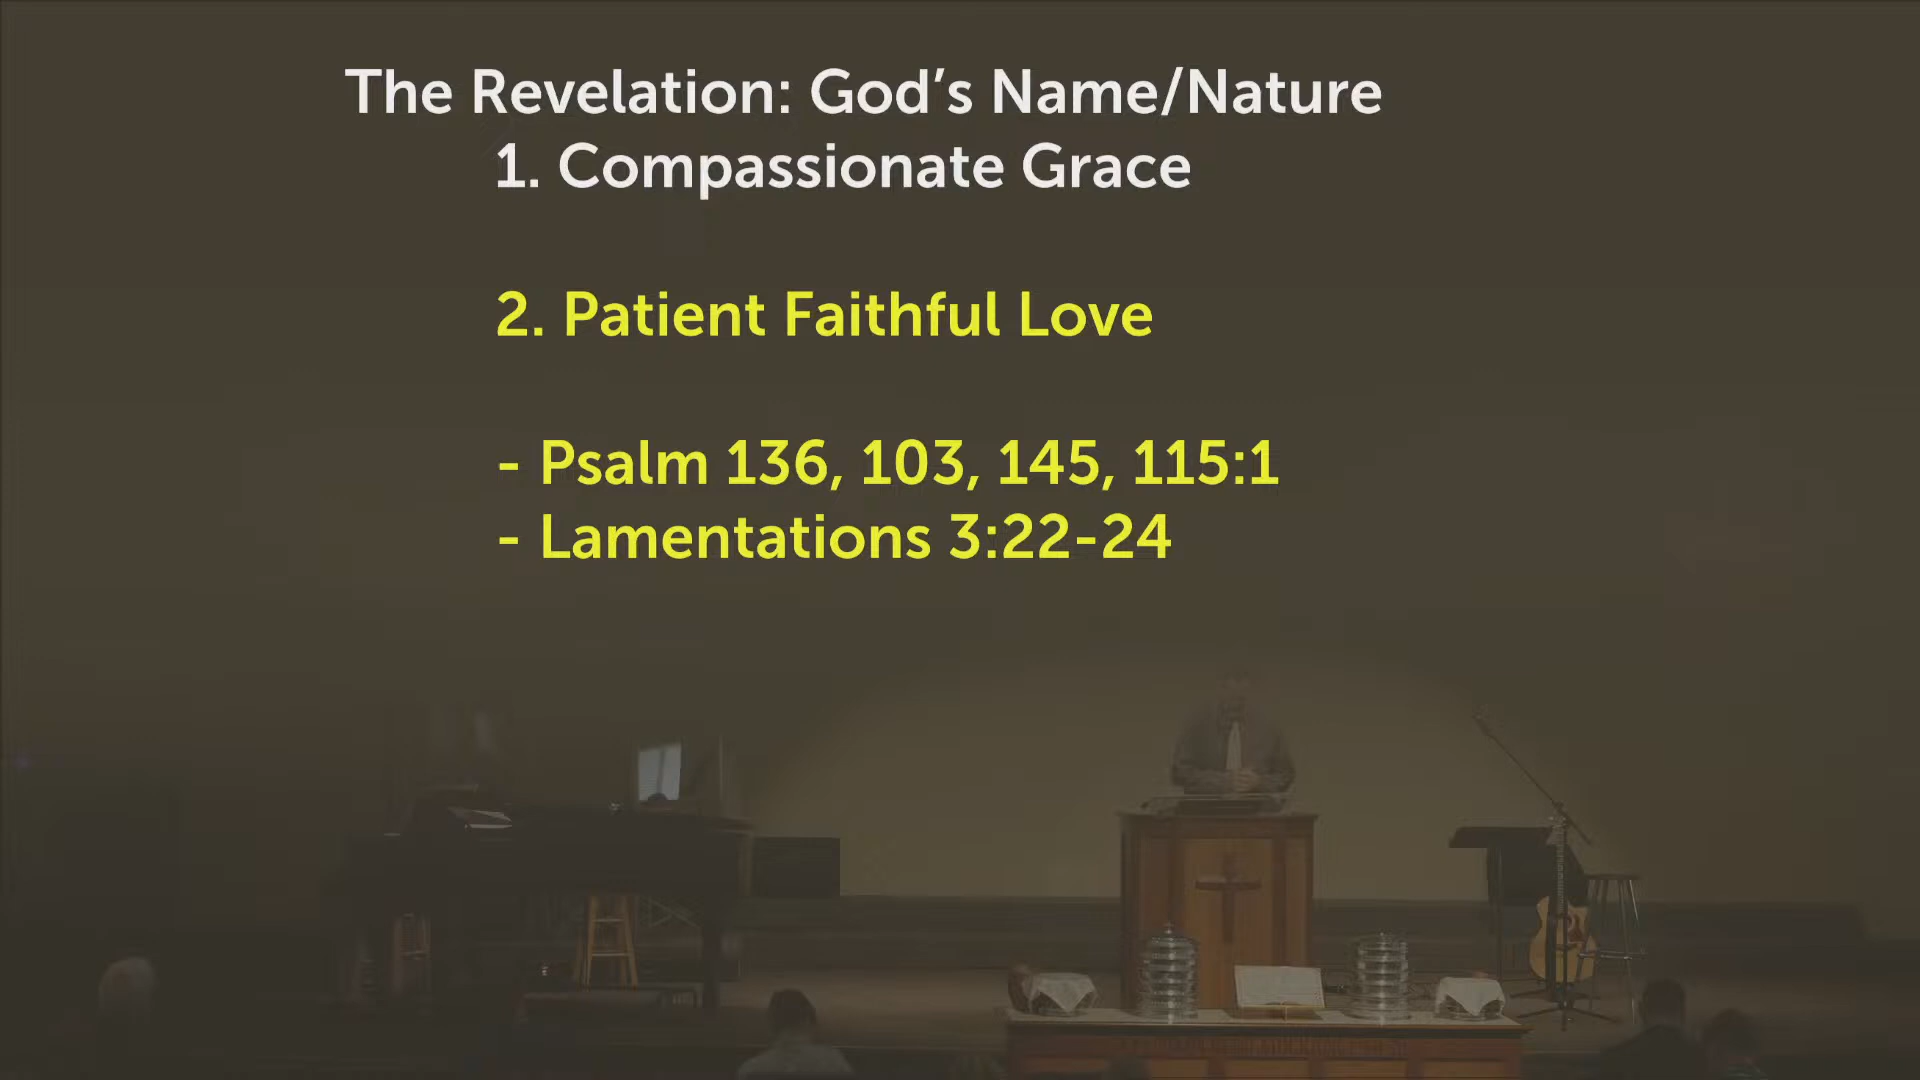 The Revelation: God’s Name/Nature
1. Compassionate Grace
2. Patient Faithful Love
- Psalm 136, 103, 145, 115:1
- Lamentations 3:22-24